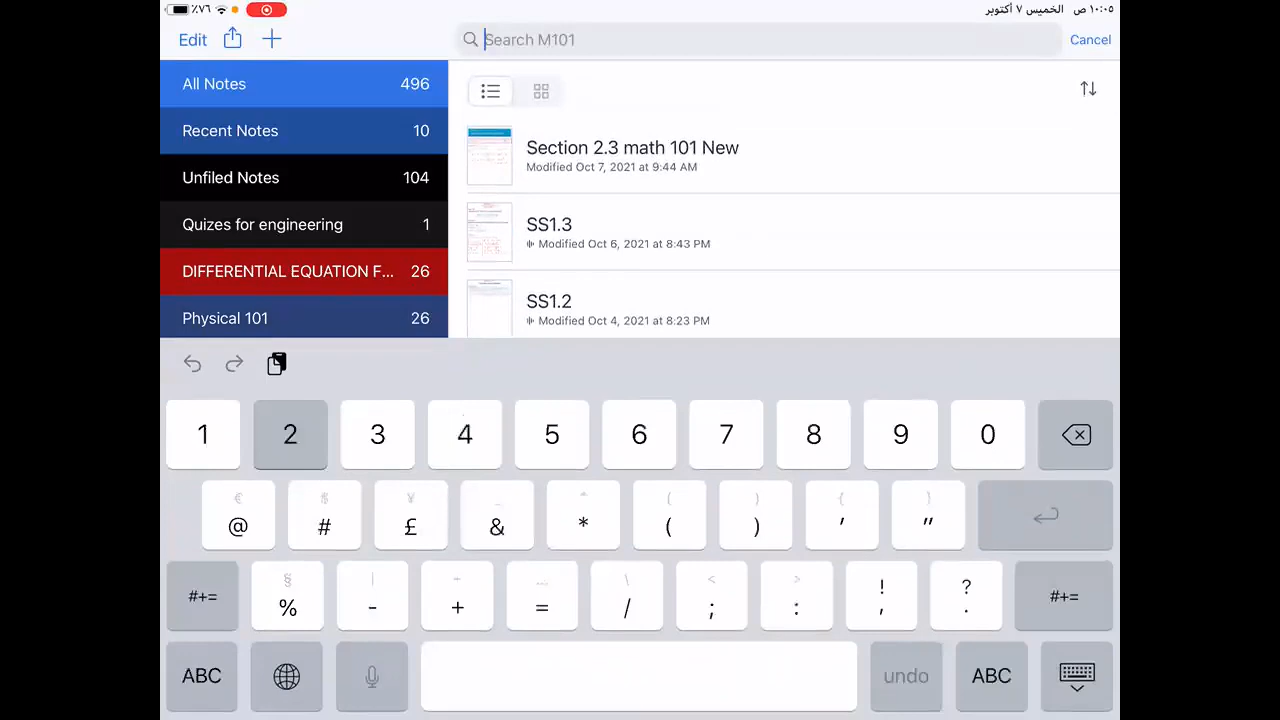 ٪٧٦ ١٠:٠٥ ص الخميس ٧ أكتوبر
Edit Search M101 Cancel
All Notes 496
Recent Notes 10
Unfiled Notes 104
Quizes for engineering 1
DIFFERENTIAL EQUATION F... 26
Physical 101 26
Section 2.3 math 101 New
Modified Oct 7, 2021 at 9:44 AM
SS1.3
Modified Oct 6, 2021 at 8:43 PM
SS1.2
Modified Oct 4, 2021 at 8:23 PM
1 2 3 4 5 6 7 8 9 0
€ $ ¥ _ ^ ( ) { }
@ # £ & * ( ) ' "
§ | + … \ < > ! ?
#+= % - + = / ; : , . #+=
ABC undo ABC